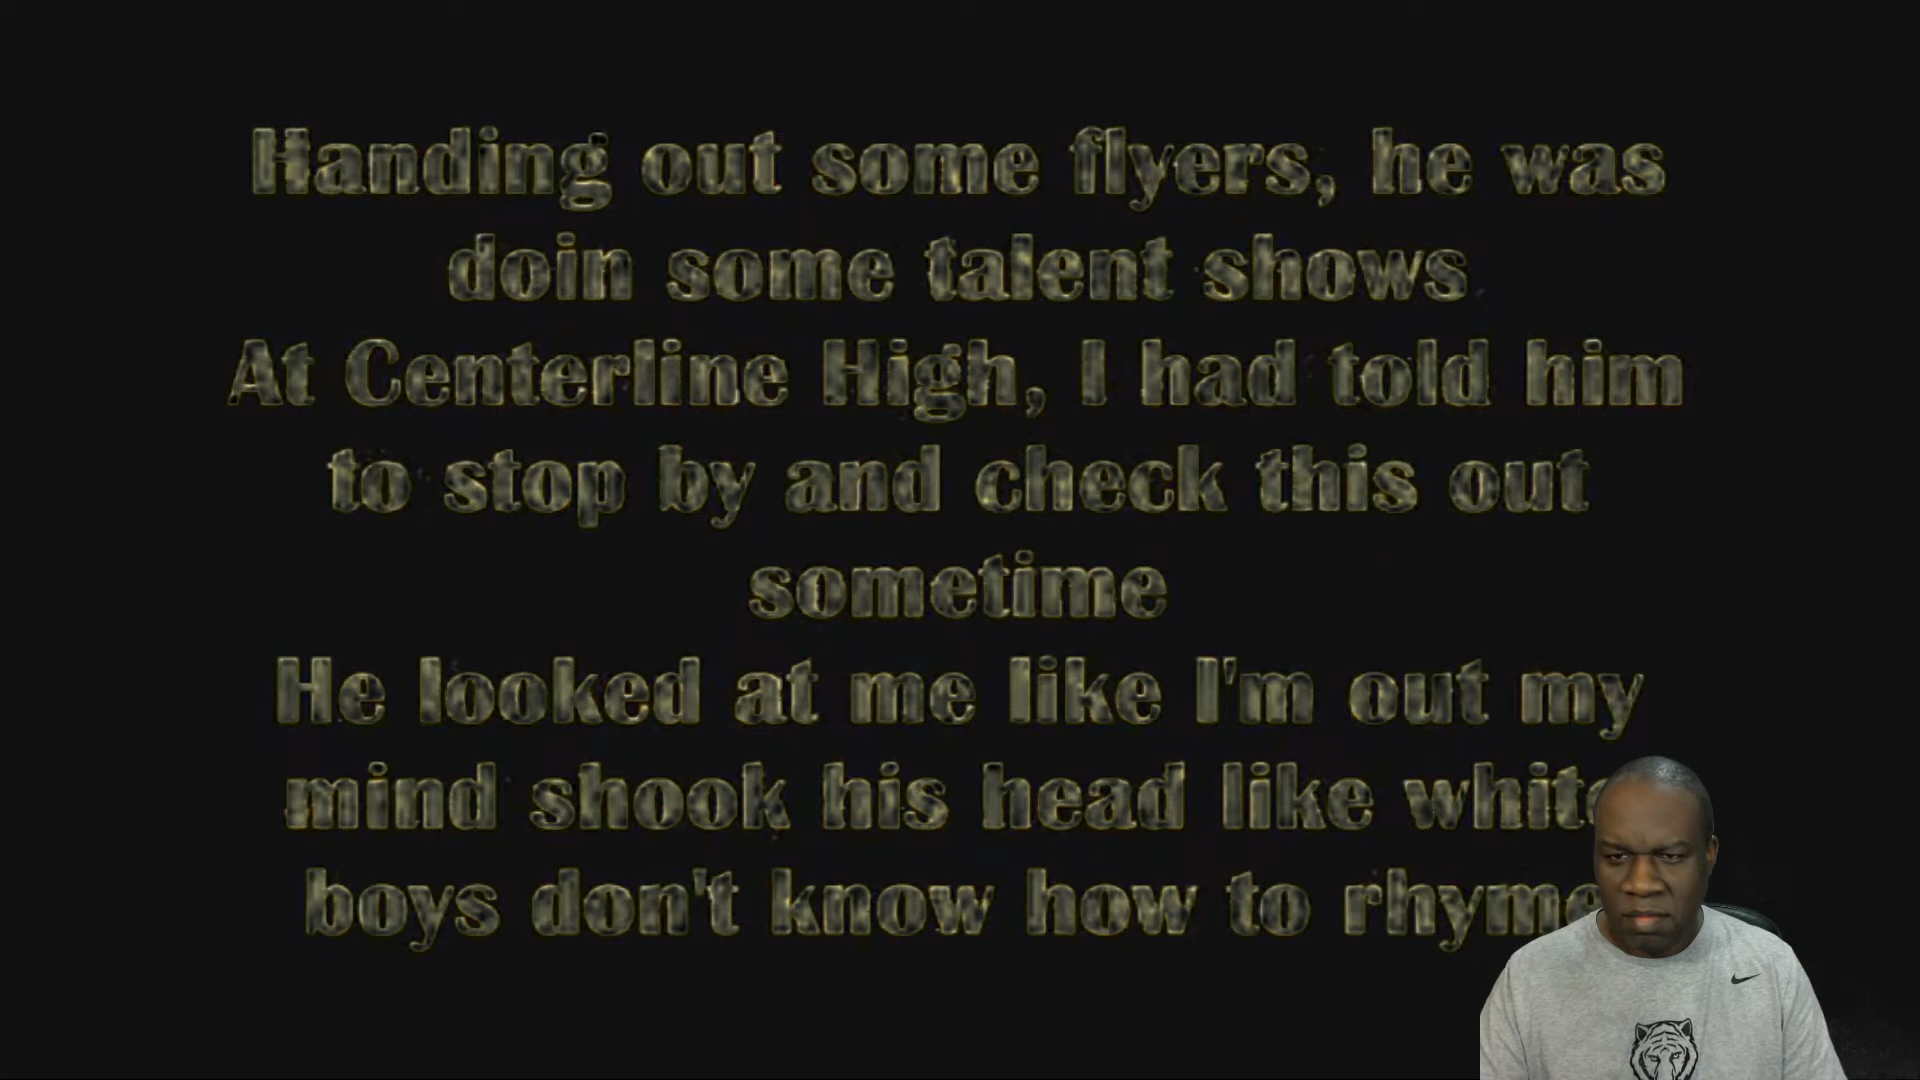 Handing out some flyers, he was
doin some talent shows
At Centerline High, I had told him
to stop by and check this out
sometime
He looked at me like I'm out my
mind shook his head like white
boys don't know how to rhyme